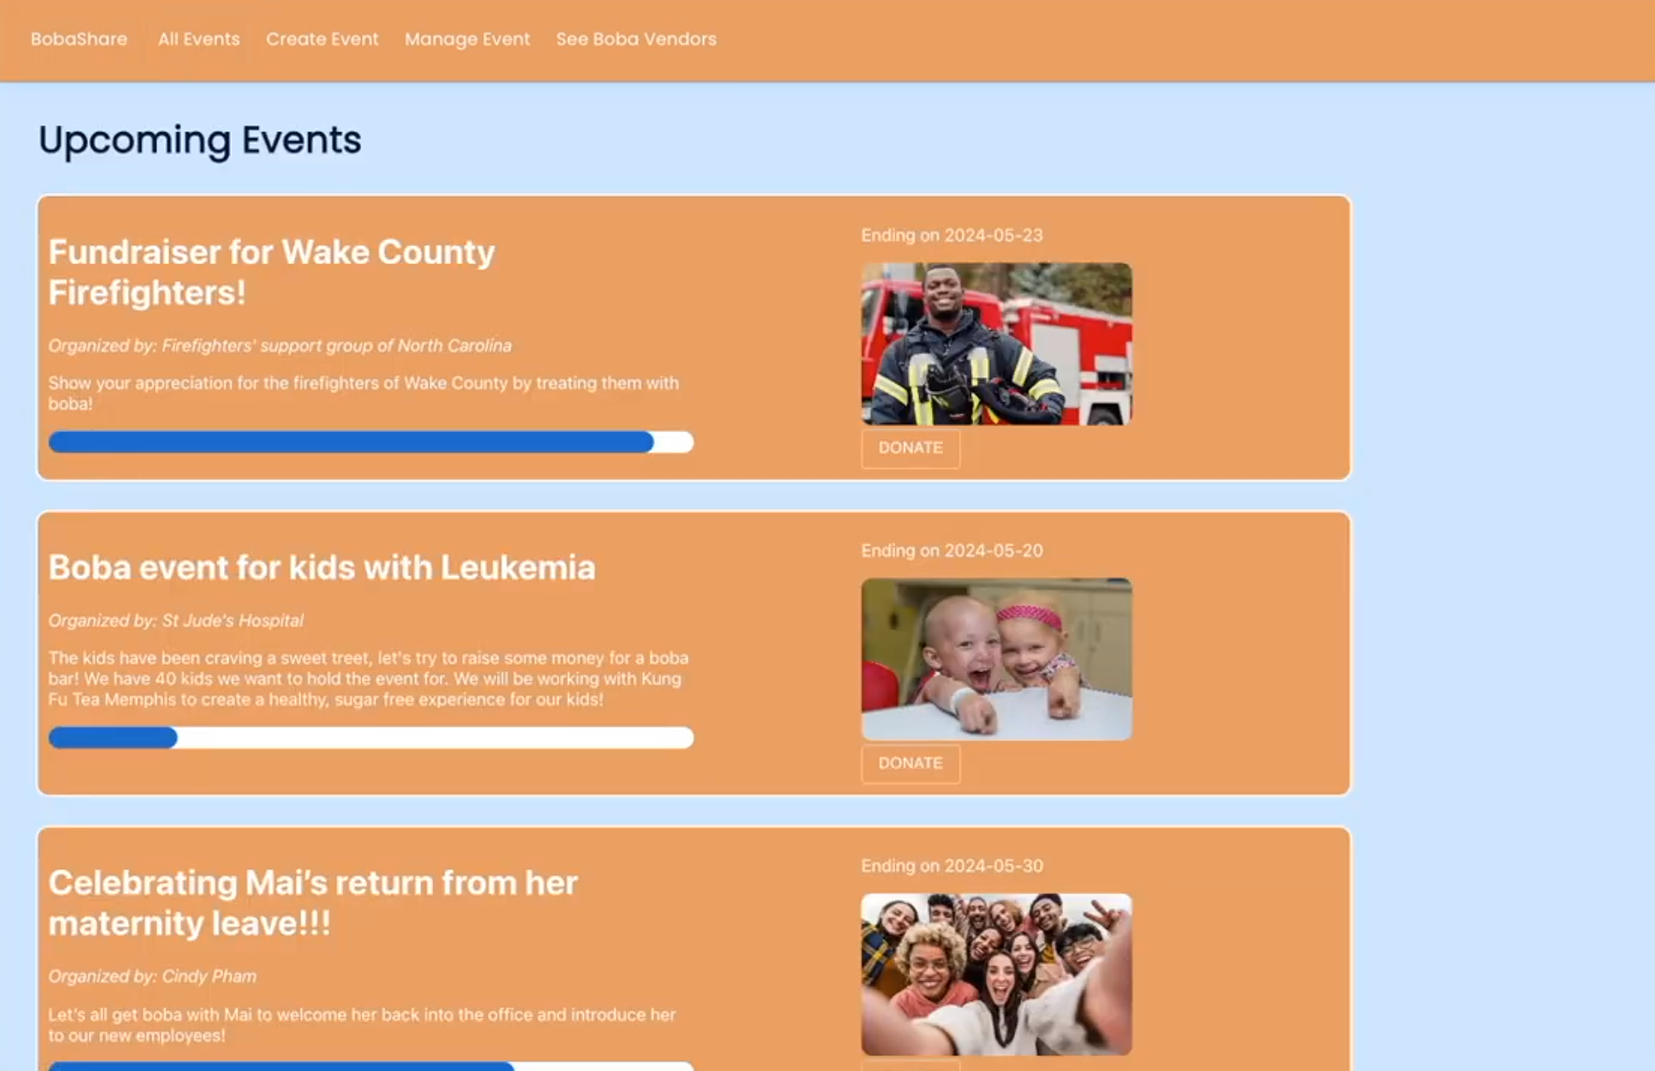 BobaShare All Events Create Event Manage Event See Boba Vendors
Upcoming Events
Fundraiser for Wake County
Firefighters!
Organized by: Firefighters' support group of North Carolina
Show your appreciation for the firefighters of Wake County by treating them with
boba!
Ending on 2024-05-23
DONATE
Boba event for kids with Leukemia
Organized by: St Jude's Hospital
The kids have been craving a sweet treet, let's try to raise some money for a boba
bar! We have 40 kids we want to hold the event for. We will be working with Kung
Fu Tea Memphis to create a healthy, sugar free experience for our kids!
Ending on 2024-05-20
DONATE
Celebrating Mai's return from her
maternity leave!!!
Organized by: Cindy Pham
Let's all get boba with Mai to welcome her back into the office and introduce her
to our new employees!
Ending on 2024-05-30